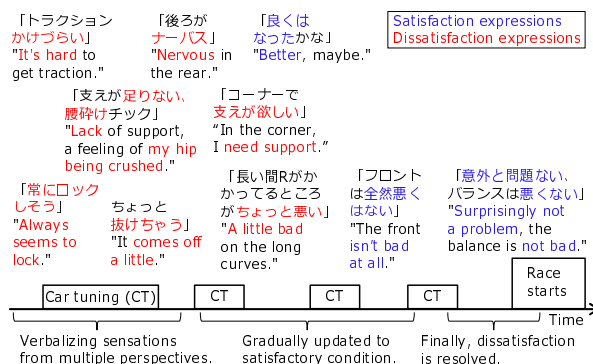 「トラクション
かけづらい」
"It's hard to
get traction."
「後ろが
ナーバス」
"Nervous in
the rear."
「良くは
なったかな」
"Better, maybe."
Satisfaction expressions
Dissatisfaction expressions
「支えが足りない、
腰砕けチック」
"Lack of support,
a feeling of my hip
being crushed."
「コーナーで
支えが欲しい」
“In the corner,
I need support.”
「常にロック
しそう」
"Always
seems to
lock."
ちょっと
抜けちゃう」
"It comes off
a little."
「長い間Rがか
かってるところ
がちょっと悪い」
"A little bad
on the long
curves."
「フロント
は全然悪く
はない」
"The front
isn’t bad
at all."
「意外と問題ない、
バランスは悪くない」
"Surprisingly not
a problem, the
balance is not bad."
Car tuning (CT)
CT
CT
CT
Race
starts
Time
Verbalizing sensations
from multiple perspectives.
Gradually updated to
satisfactory condition.
Finally, dissatisfaction
is resolved.